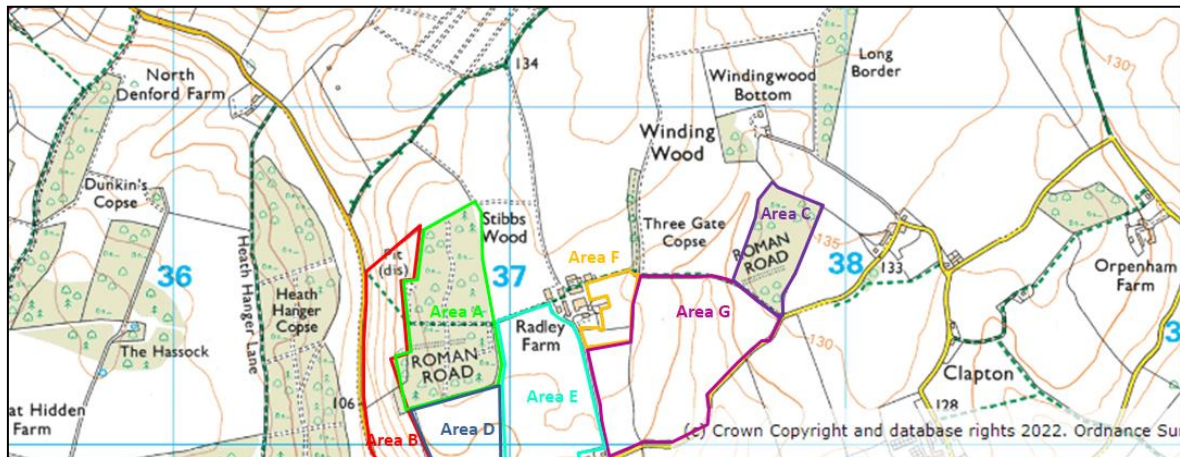 134
North
Denford Farm
Long
Border
130
Windingwood
Bottom
Winding
Wood
Dunkin's
Copse
Stibbs
Wood
Three Gate
Copse
Area C
ROMAN
ROAD
135
Heath Hanger Lane
Pit
(dis)
36
37
38
133
Area F
Orpenham
Farm
Heath
Hanger
Copse
Area A
Area G
The Hassock
Radley
Farm
ROMAN
ROAD
130
Clapton
at Hidden
Farm
106
Area B
Area D
Area E
128
(c) Crown Copyright and database rights 2022. Ordnance Sur